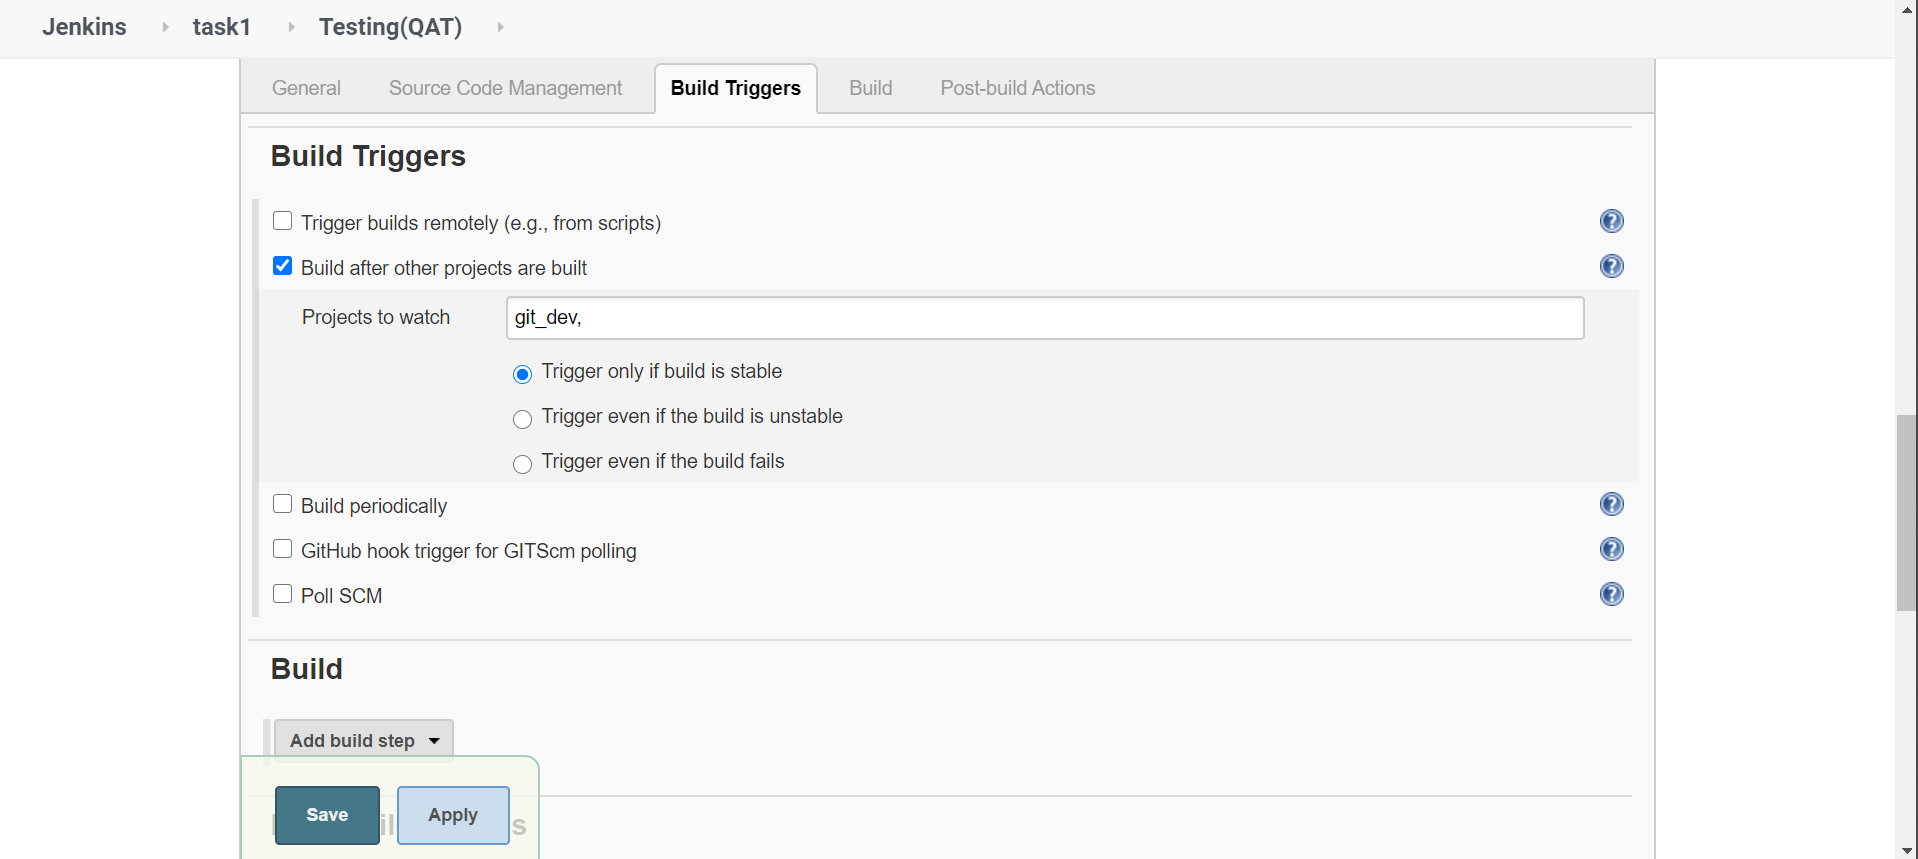 Jenkins task1 Testing(QAT)
General Source Code Management Build Triggers Build Post-build Actions
Build Triggers
Trigger builds remotely (e.g., from scripts)
Build after other projects are built
Projects to watch git_dev,
Trigger only if build is stable
Trigger even if the build is unstable
Trigger even if the build fails
Build periodically
GitHub hook trigger for GITScm polling
Poll SCM
Build
Add build step
Save Apply